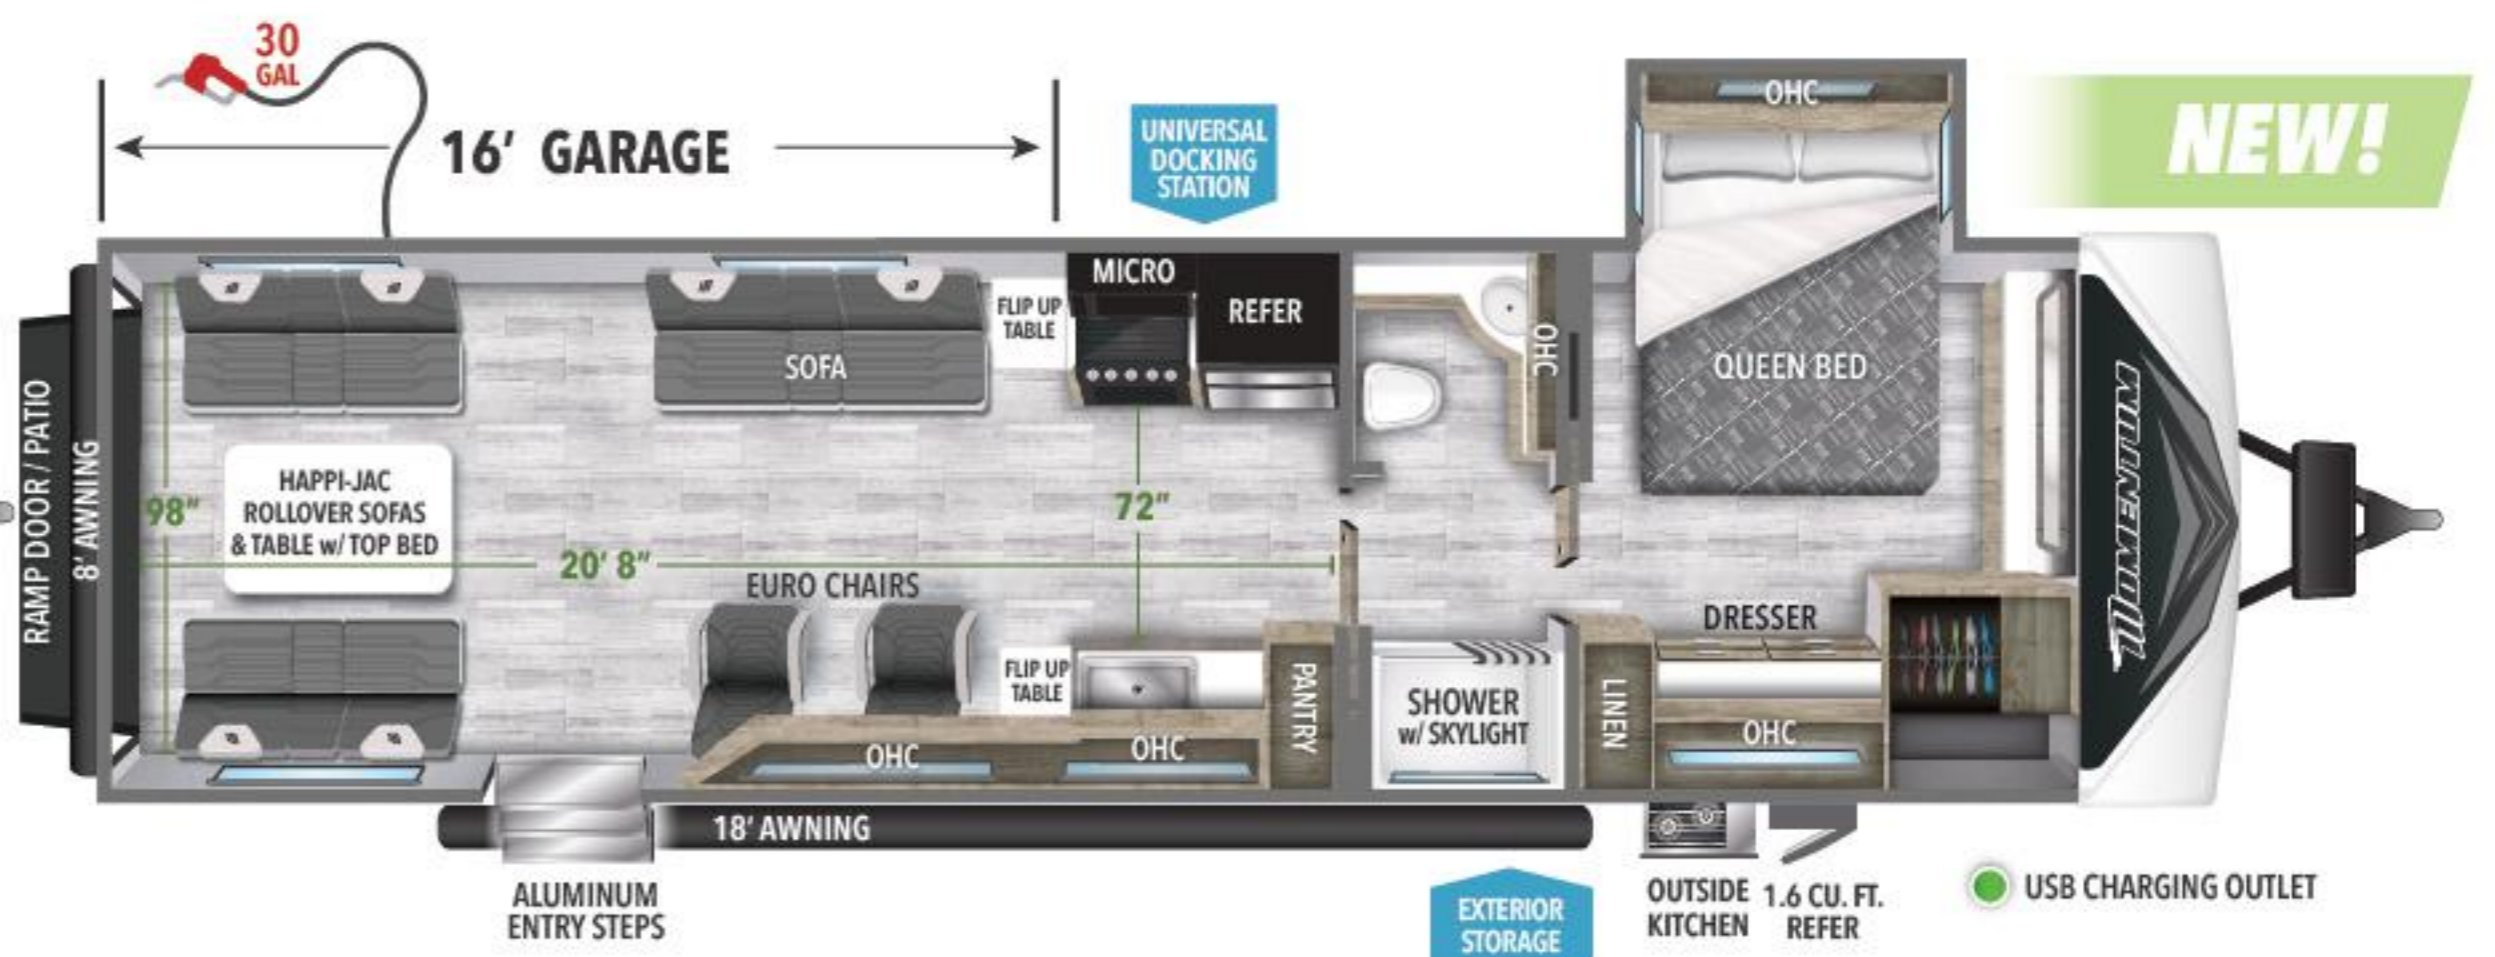 30
GAL
16' GARAGE
UNIVERSAL
DOCKING
STATION
NEW!
OHC
MICRO
REFER
FLIP UP
TABLE
SOFA
OHC
QUEEN BED
RAMP DOOR / PATIO
8' AWNING
98"
HAPPI-JAC
ROLLOVER SOFAS
& TABLE w/ TOP BED
72"
20' 8"
EURO CHAIRS
MOMENTUM
DRESSER
FLIP UP
TABLE
PANTRY
SHOWER
w/ SKYLIGHT
LINEN
OHC
OHC
OHC
18' AWNING
ALUMINUM
ENTRY STEPS
EXTERIOR
STORAGE
OUTSIDE
KITCHEN
1.6 CU. FT.
REFER
USB CHARGING OUTLET